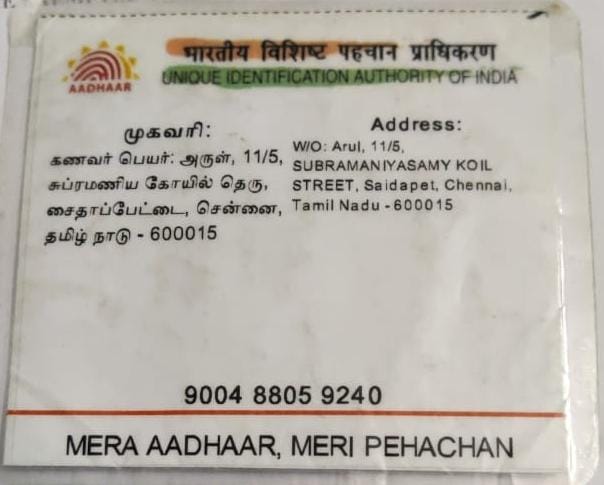 भारतीय विशिष्ट पहचान प्राधिकरण
UNIQUE IDENTIFICATION AUTHORITY OF INDIA
AADHAAR
முகவரி:
கணவர் பெயர்: அருள், 11/5,
சுப்ரமணிய கோயில் தெரு,
சைதாப்பேட்டை, சென்னை,
தமிழ் நாடு - 600015
Address:
W/O: Arul, 11/5,
SUBRAMANIYASAMY KOIL
STREET, Saidapet, Chennai,
Tamil Nadu - 600015
9004 8805 9240
MERA AADHAAR, MERI PEHACHAN